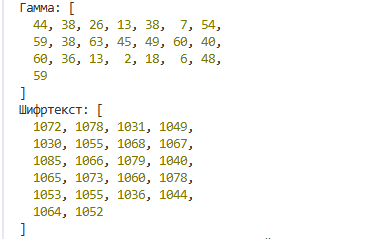 Гамма: [
44, 38, 26, 13, 38, 7, 54,
59, 38, 63, 45, 49, 60, 40,
60, 36, 13, 2, 18, 6, 48,
59
]
Шифртекст: [
1072, 1078, 1031, 1049,
1030, 1055, 1068, 1067,
1085, 1066, 1079, 1040,
1065, 1073, 1060, 1078,
1053, 1055, 1036, 1044,
1064, 1052
]